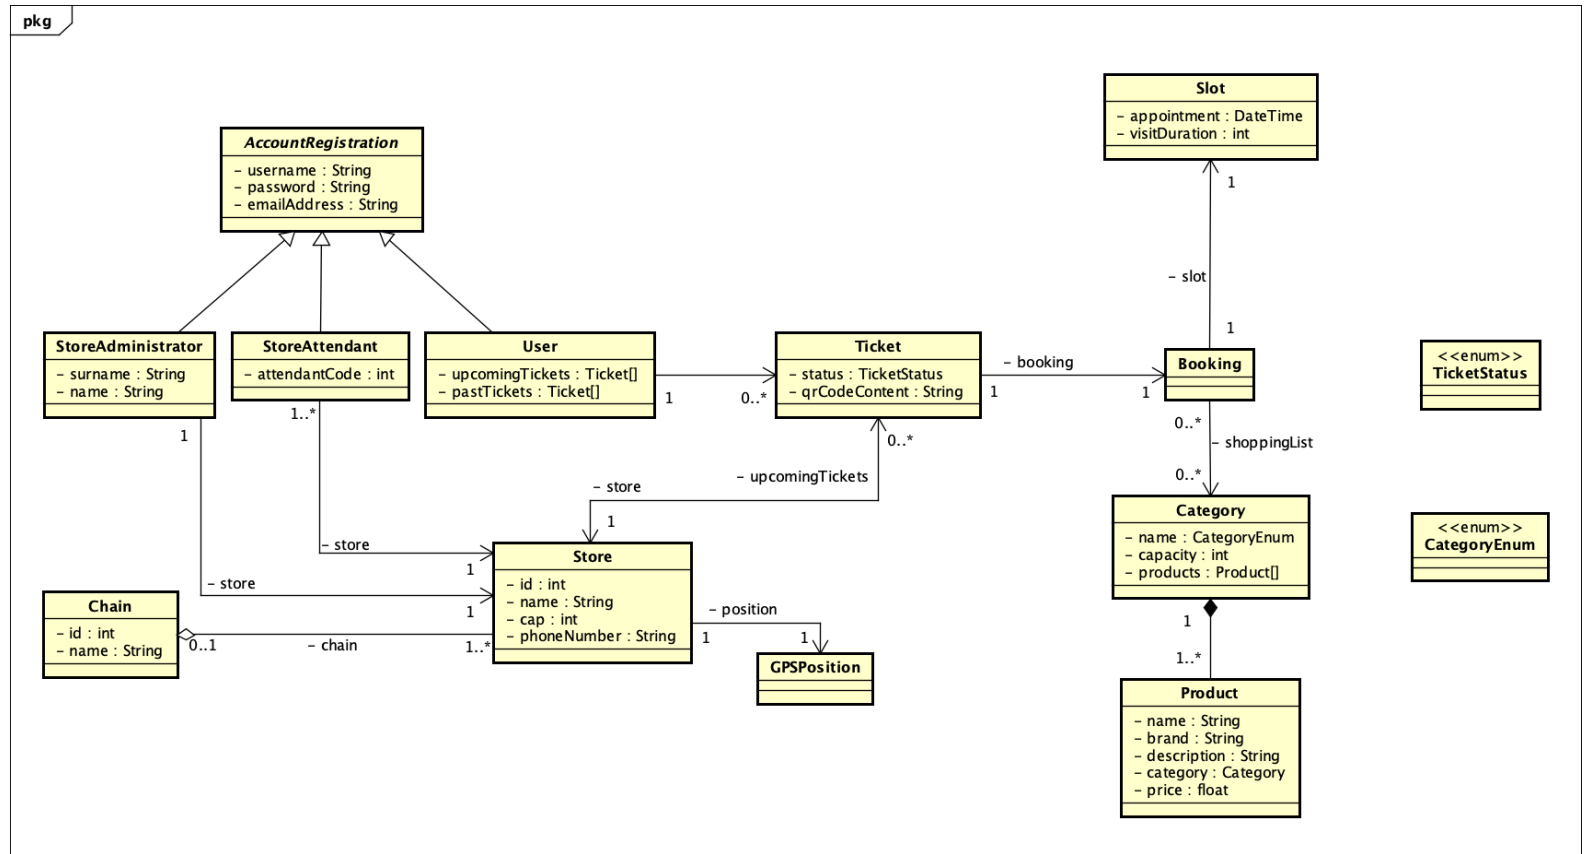 pkg
Slot
- appointment : DateTime
- visitDuration : int
AccountRegistration
- username : String
- password : String
- emailAddress : String
1
- slot
1
StoreAdministrator
- surname : String
- name : String
StoreAttendant
- attendantCode : int
User
- upcomingTickets : Ticket[]
- pastTickets : Ticket[]
1
0..*
Ticket
- status : TicketStatus
- qrCodeContent : String
- booking
1
1
Booking
<<enum>>
TicketStatus
1
1..*
0..*
- upcomingTickets
- store
1
0..*
- shoppingList
0..*
Category
- name : CategoryEnum
- capacity : int
- products : Product[]
<<enum>>
CategoryEnum
- store
1
- store
1
Store
- id : int
- name : String
- cap : int
- phoneNumber : String
Chain
- id : int
- name : String
0..1
- chain
1..*
- position
1
1
GPSPosition
1
1..*
Product
- name : String
- brand : String
- description : String
- category : Category
- price : float